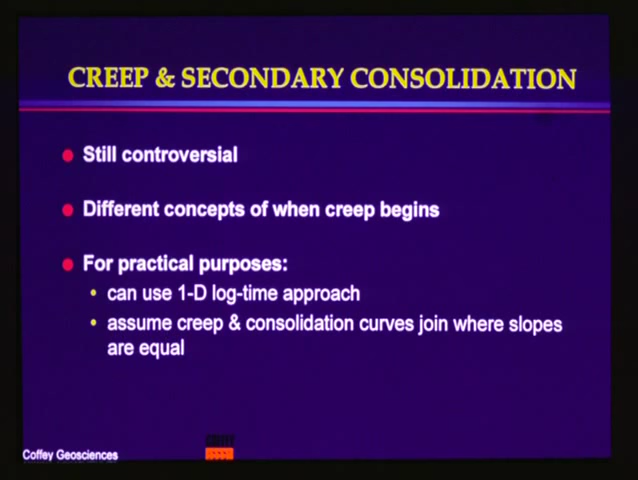 CREEP & SECONDARY CONSOLIDATION
Still controversial
Different concepts of when creep begins
For practical purposes:
can use 1-D log-time approach
assume creep & consolidation curves join where slopes
are equal
Coffey Geosciences